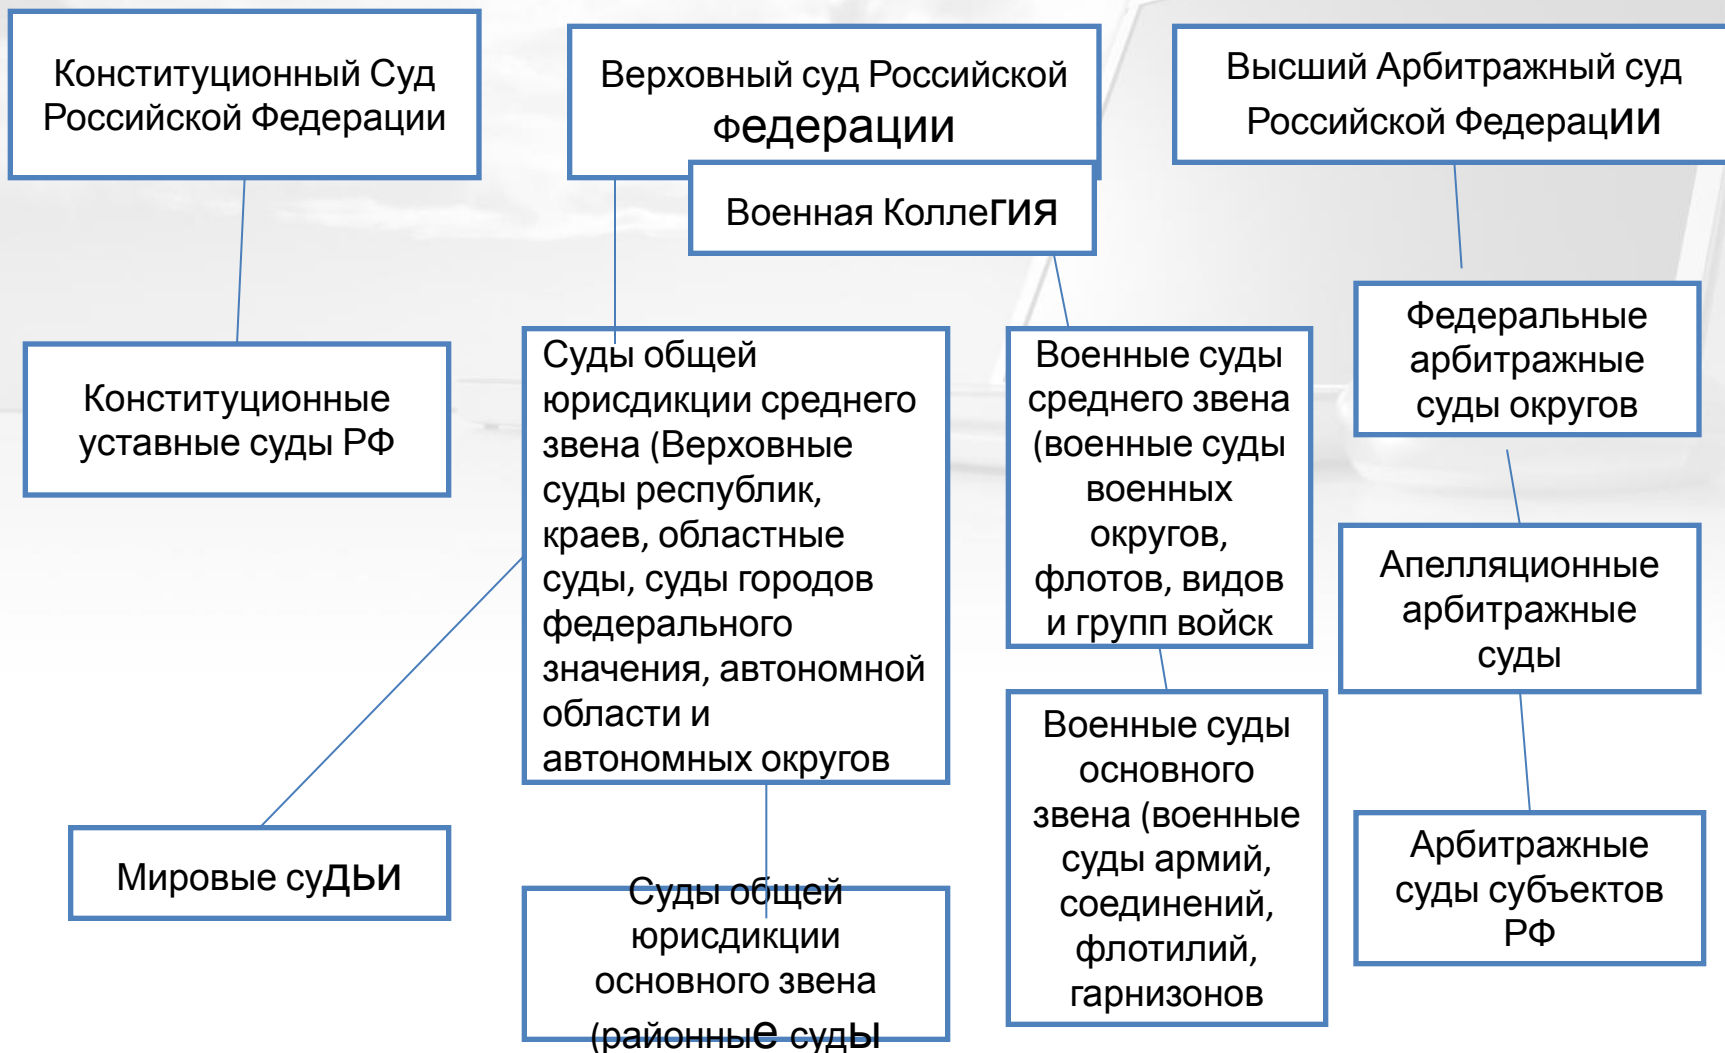 Конституционный Суд
Российской Федерации
Верховный суд Российской
Федерации
Высший Арбитражный суд
Российской Федерации
Военная Коллегия
Конституционные
уставные суды РФ
Суды общей
юрисдикции среднего
звена (Верховные
суды республик,
краев, областные
суды, суды городов
федерального
значения, автономной
области и
автономных округов
Военные суды
среднего звена
(военные суды
военных
округов,
флотов, видов
и групп войск
Федеральные
арбитражные
суды округов
Апелляционные
арбитражные
суды
Мировые судьи
Суды общей
юрисдикции
основного звена
(районные суды
Военные суды
основного
звена (военные
суды армий,
соединений,
флотилий,
гарнизонов
Арбитражные
суды субъектов
РФ